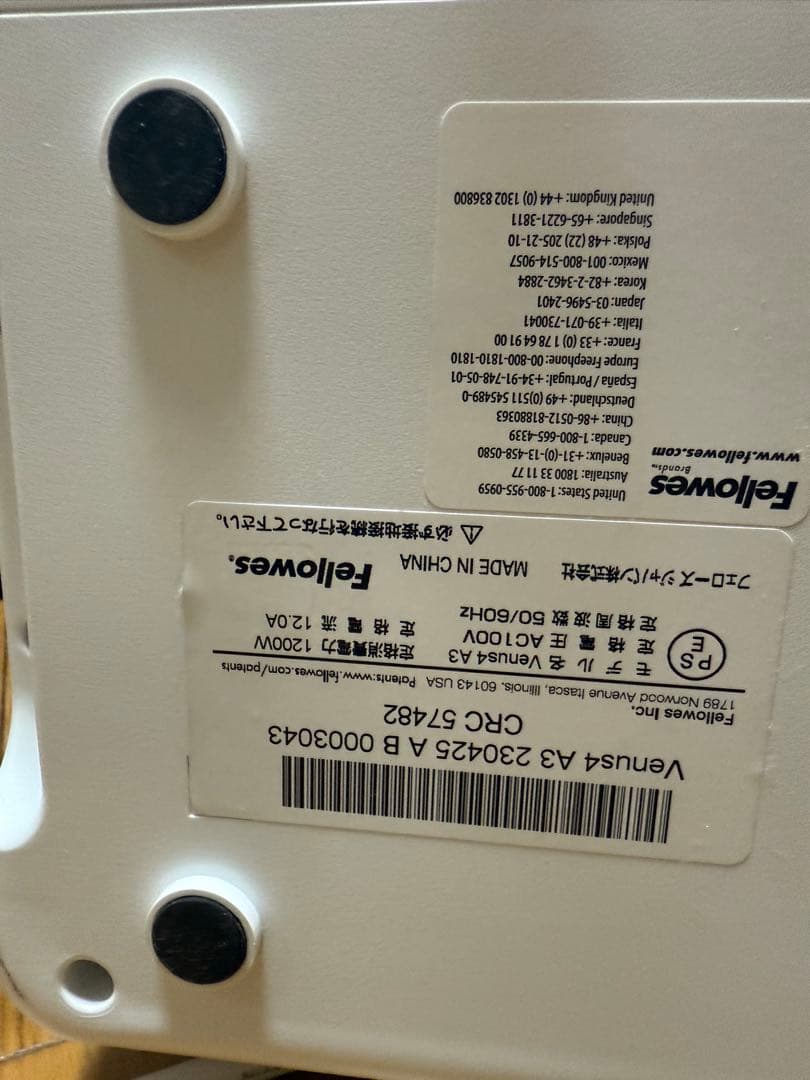 Venus4 A3 230425 A B 0003043
CRC 57482
Fellowes Inc.
1789 Norwood Avenue Itasca, Illinois. 60143 USA Patents:www.fellowes.com/patents
PS
E
モデル名 Venus4 A3 定格消費電力 1200W
定格電圧 AC100V 定格電流 12.0A
定格周波数 50/60Hz
フェローズジャパン株式会社 MADE IN CHINA Fellowes®
⚠ 必ず接地接続を行なって下さい。
Fellowes
Brands™
www.fellowes.com
United States: 1-800-955-0959
Australia: 1800 33 11 77
Benelux: +31-(0)-13-458-0580
Canada: 1-800-665-4339
China: +86-0512-81880363
Deutschland: +49 (0)511 545489-0
España / Portugal: +34-91-748-05-01
Europe Freephone: 00-800-1810-1810
France: +33 (0) 1 78 64 91 00
Italia: +39-071-730041
Japan: 03-5496-2401
Korea: +82-2-3462-2884
Mexico: 001-800-514-9057
Polska: +48 (22) 205-21-10
Singapore: +65-6221-3811
United Kingdom: +44 (0) 1302 836800